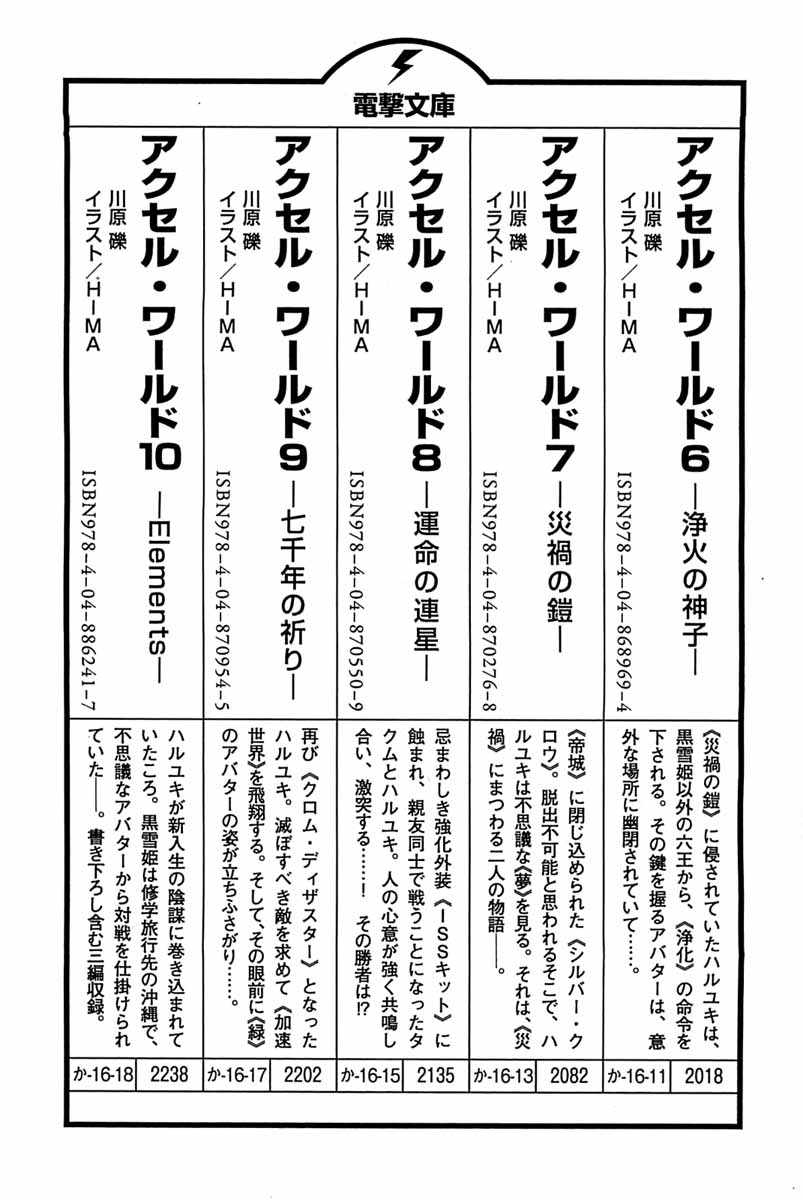 電撃文庫
アクセル・ワールド6
―浄火の神子―
川原 礫
イラスト／HIMA
ISBN978-4-04-868969-4
《災禍の鎧》に侵されていたハルユキは、
黒雪姫以外の六王から、《浄化》の命令を
下される。その鍵を握るアバターは、意
外な場所に幽閉されていて……。
か-16-11
2018
アクセル・ワールド7
―災禍の鎧―
川原 礫
イラスト／HIMA
ISBN978-4-04-870276-8
《帝城》に閉じ込められた《シルバー・ク
ロウ》。脱出不可能と思われるそこで、ハ
ルユキは不思議な《夢》を見る。それは、《災
禍》にまつわる二人の物語――。
か-16-13
2082
アクセル・ワールド8
―運命の連星―
川原 礫
イラスト／HIMA
ISBN978-4-04-870550-9
忌まわしき強化外装《ISSキット》に
蝕まれ、親友同士で戦うことになったタ
クムとハルユキ。人の心意が強く共鳴し
合い、激突する……！　その勝者は!?
か-16-15
2135
アクセル・ワールド9
―七千年の祈り―
川原 礫
イラスト／HIMA
ISBN978-4-04-870954-5
再び《クロム・ディザスター》となった
ハルユキ。滅ぼすべき敵を求めて《加速
世界》を飛翔する。そして、その眼前に《緑》
のアバターの姿が立ちふさがり……。
か-16-17
2202
アクセル・ワールド10
―Elements―
川原 礫
イラスト／HIMA
ISBN978-4-04-886241-7
ハルユキが新入生の陰謀に巻き込まれて
いたころ。黒雪姫は修学旅行先の沖縄で、
不思議なアバターから対戦を仕掛けられ
ていた――。書き下ろし含む三編収録。
か-16-18
2238